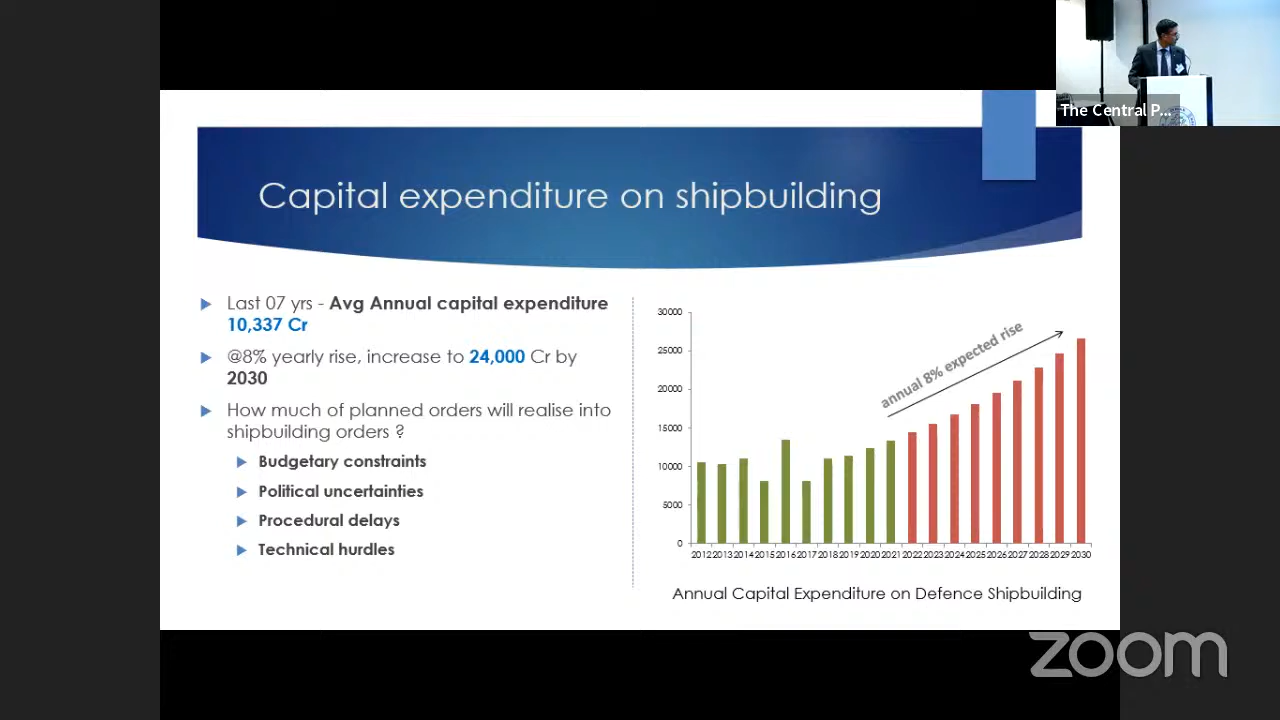 The Central P...
Capital expenditure on shipbuilding
Last 07 yrs - Avg Annual capital expenditure
10,337 Cr
@8% yearly rise, increase to 24,000 Cr by
2030
How much of planned orders will realise into
shipbuilding orders ?
Budgetary constraints
Political uncertainties
Procedural delays
Technical hurdles
30000
25000
20000
15000
10000
5000
0
annual 8% expected rise
2012 2013 2014 2015 2016 2017 2018 2019 2020 2021 2022 2023 2024 2025 2026 2027 2028 2029 2030
Annual Capital Expenditure on Defence Shipbuilding
zoom